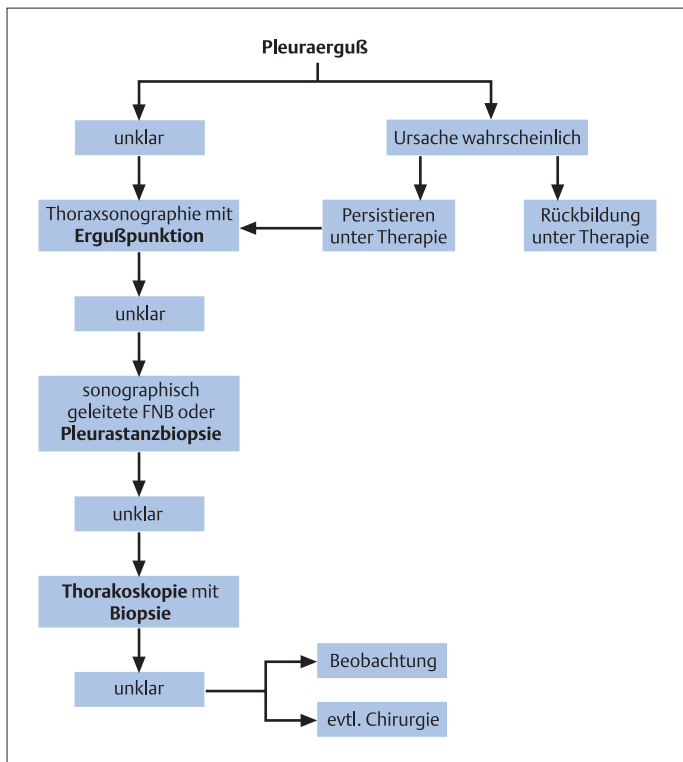 Pleuraerguß
unklar
Ursache wahrscheinlich
Thoraxsonographie mit
Ergußpunktion
Persistieren
unter Therapie
Rückbildung
unter Therapie
unklar
sonographisch
geleitete FNB oder
Pleurastanzbiopsie
unklar
Thorakoskopie mit
Biopsie
unklar
Beobachtung
evtl. Chirurgie